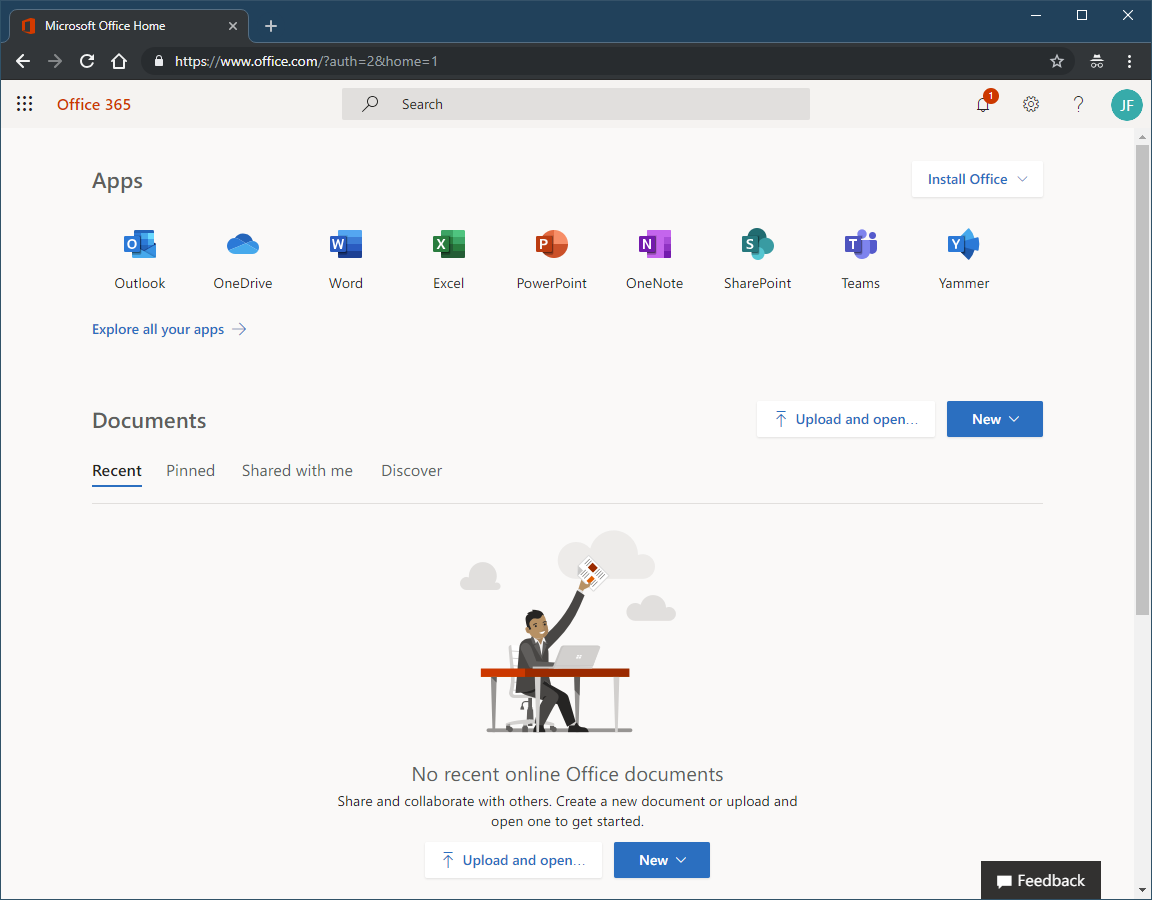 Microsoft Office Home
https://www.office.com/?auth=2&home=1
Office 365
Search
1
?
JF
Apps
Install Office
O
W
X
P
N
S
T
Y
Outlook
OneDrive
Word
Excel
PowerPoint
OneNote
SharePoint
Teams
Yammer
Explore all your apps
Documents
Upload and open...
New
Recent
Pinned
Shared with me
Discover
No recent online Office documents
Share and collaborate with others. Create a new document or upload and
open one to get started.
Upload and open...
New
Feedback